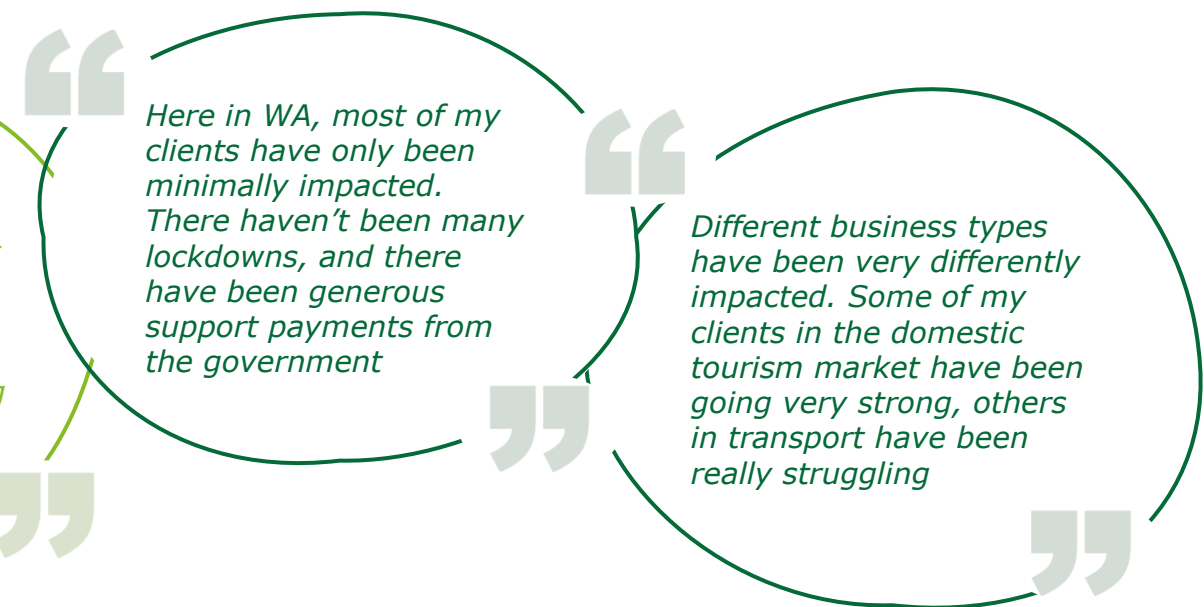 Here in WA, most of my
clients have only been
minimally impacted.
There haven't been many
lockdowns, and there
have been generous
support payments from
the government
Different business types
have been very differently
impacted. Some of my
clients in the domestic
tourism market have been
going very strong, others
in transport have been
really struggling